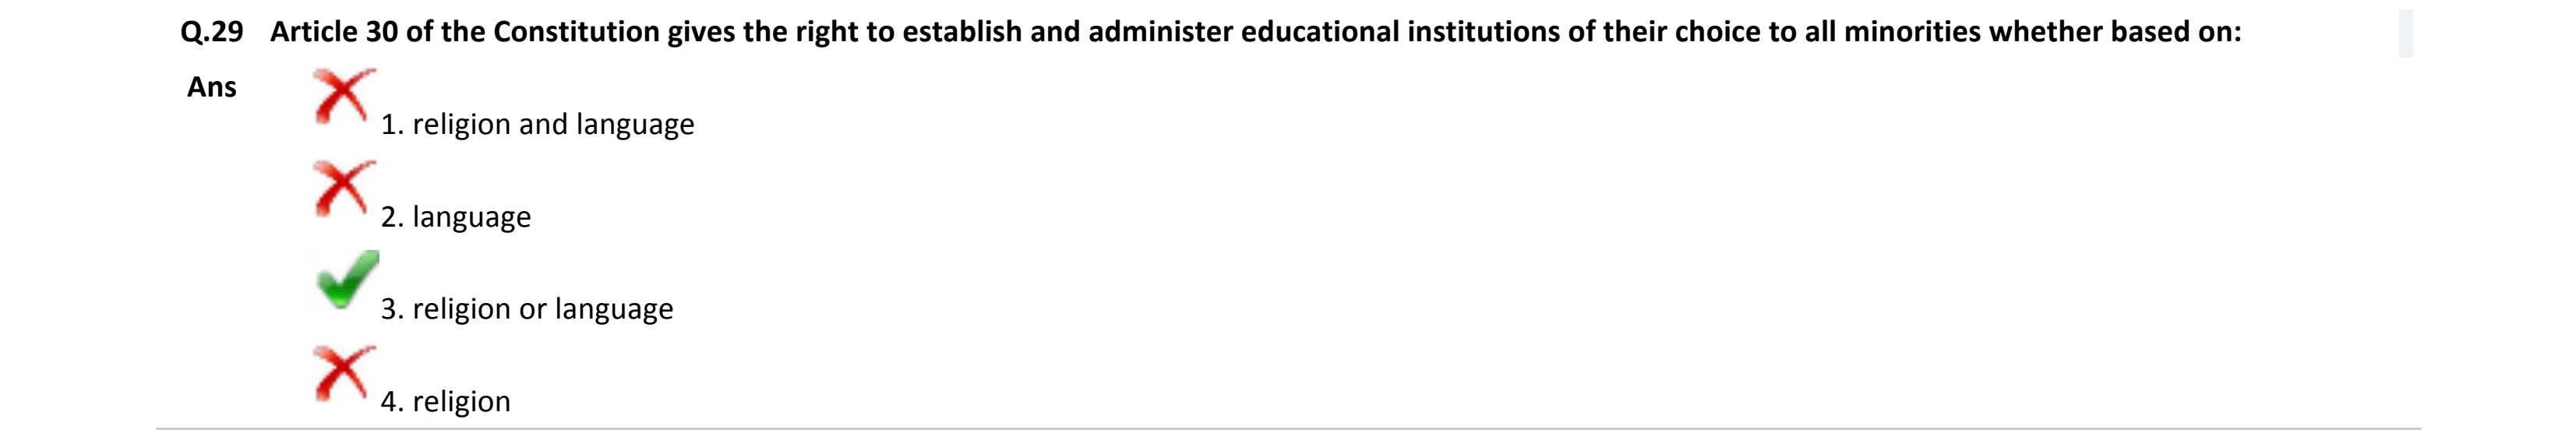 Q.29 Article 30 of the Constitution gives the right to establish and administer educational institutions of their choice to all minorities whether based on:
Ans
1. religion and language
2. language
3. religion or language
4. religion